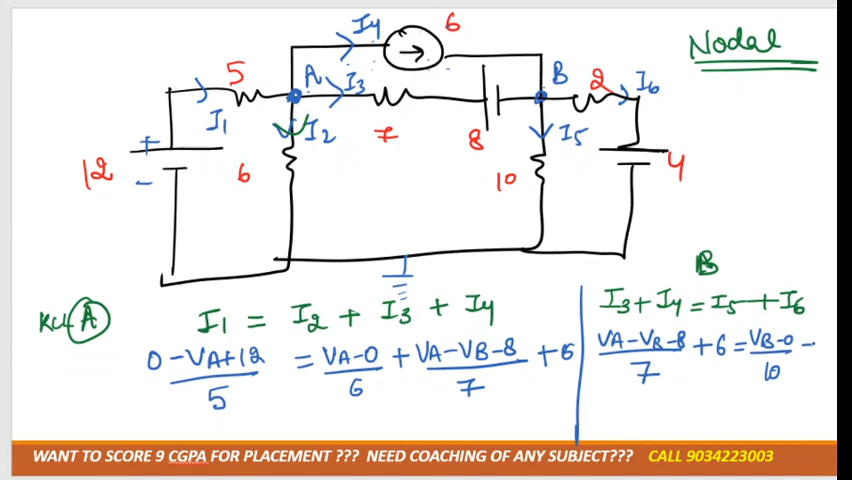 Nodal
I4 6
5 A I3 B 2 I6
I1 I2 7 8 I5
+ 12 - 6 10 4
B
KCL A I1 = I2 + I3 + I4
I3+I4 = I5+I6
0-VA+12/5 = VA-0/6 + VA-VB-8/7 + 6
VA-VB-8/7 + 6 = VB-0/10 -
WANT TO SCORE 9 CGPA FOR PLACEMENT ??? NEED COACHING OF ANY SUBJECT??? CALL 9034223003